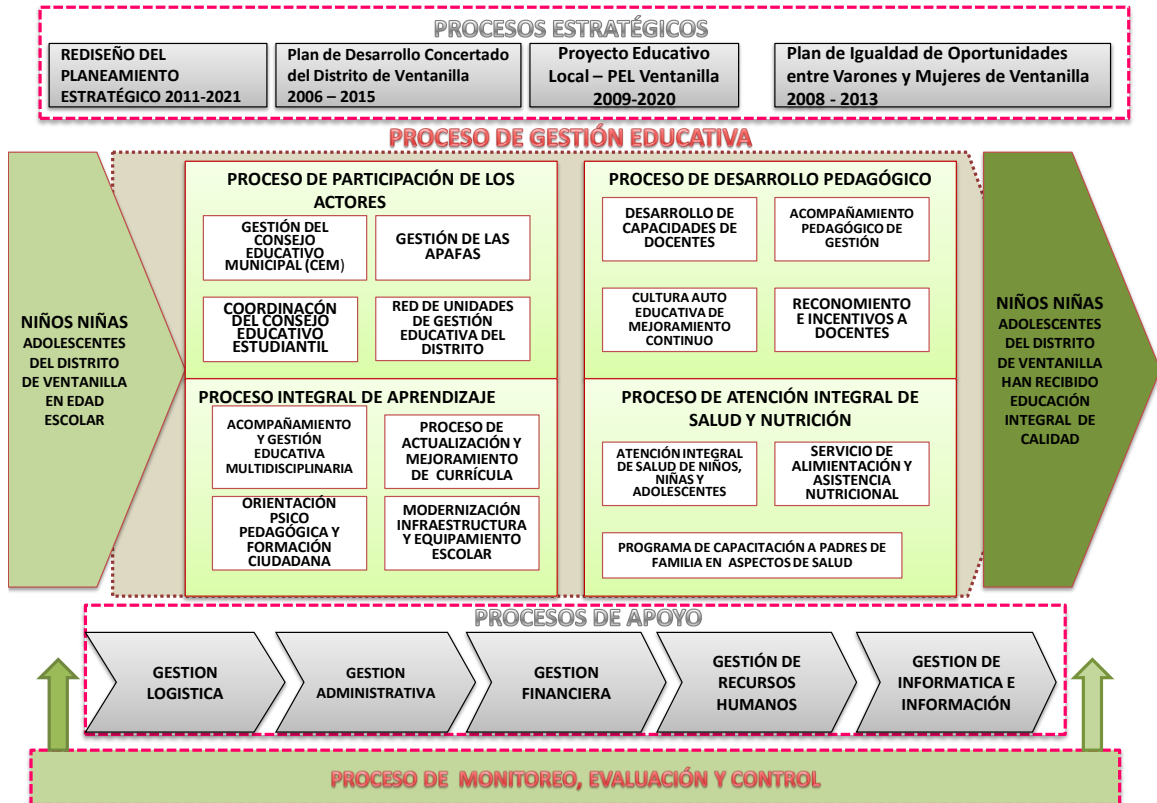 PROCESOS ESTRATÉGICOS
REDISEÑO DEL
PLANEAMIENTO
ESTRATÉGICO 2011-2021
Plan de Desarrollo Concertado
del Distrito de Ventanilla
2006 – 2015
Proyecto Educativo
Local – PEL Ventanilla
2009-2020
Plan de Igualdad de Oportunidades
entre Varones y Mujeres de Ventanilla
2008 - 2013
PROCESO DE GESTIÓN EDUCATIVA
NIÑOS NIÑAS
ADOLESCENTES
DEL DISTRITO
DE VENTANILLA
EN EDAD
ESCOLAR
PROCESO DE PARTICIPACIÓN DE LOS
ACTORES
GESTIÓN DEL
CONSEJO
EDUCATIVO
MUNICIPAL (CEM)
GESTIÓN DE LAS
APAFAS
COORDINACÓN
DEL CONSEJO
EDUCATIVO
ESTUDIANTIL
RED DE UNIDADES
DE GESTIÓN
EDUCATIVA DEL
DISTRITO
PROCESO DE DESARROLLO PEDAGÓGICO
DESARROLLO DE
CAPACIDADES DE
DOCENTES
ACOMPAÑAMIENTO
PEDAGÓGICO DE
GESTIÓN
CULTURA AUTO
EDUCATIVA DE
MEJORAMIENTO
CONTINUO
RECONOMIENTO
E INCENTIVOS A
DOCENTES
PROCESO INTEGRAL DE APRENDIZAJE
ACOMPAÑAMIENTO
Y GESTIÓN
EDUCATIVA
MULTIDISCIPLINARIA
PROCESO DE
ACTUALIZACIÓN Y
MEJORAMIENTO
DE CURRÍCULA
ORIENTACIÓN
PSICO
PEDAGÓGICA Y
FORMACIÓN
CIUDADANA
MODERNIZACIÓN
INFRAESTRUCTURA
Y EQUIPAMIENTO
ESCOLAR
PROCESO DE ATENCIÓN INTEGRAL DE
SALUD Y NUTRICIÓN
ATENCIÓN INTEGRAL
DE SALUD DE NIÑOS,
NIÑAS Y
ADOLESCENTES
SERVICIO DE
ALIMIENTACIÓN Y
ASISTENCIA
NUTRICIONAL
PROGRAMA DE CAPACITACIÓN A PADRES DE
FAMILIA EN ASPECTOS DE SALUD
NIÑOS NIÑAS
ADOLESCENTES
DEL DISTRITO
DE VENTANILLA
HAN RECIBIDO
EDUCACIÓN
INTEGRAL DE
CALIDAD
PROCESOS DE APOYO
GESTION
LOGISTICA
GESTION
ADMINISTRATIVA
GESTION
FINANCIERA
GESTIÓN DE
RECURSOS
HUMANOS
GESTION DE
INFORMATICA E
INFORMACIÓN
PROCESO DE MONITOREO, EVALUACIÓN Y CONTROL